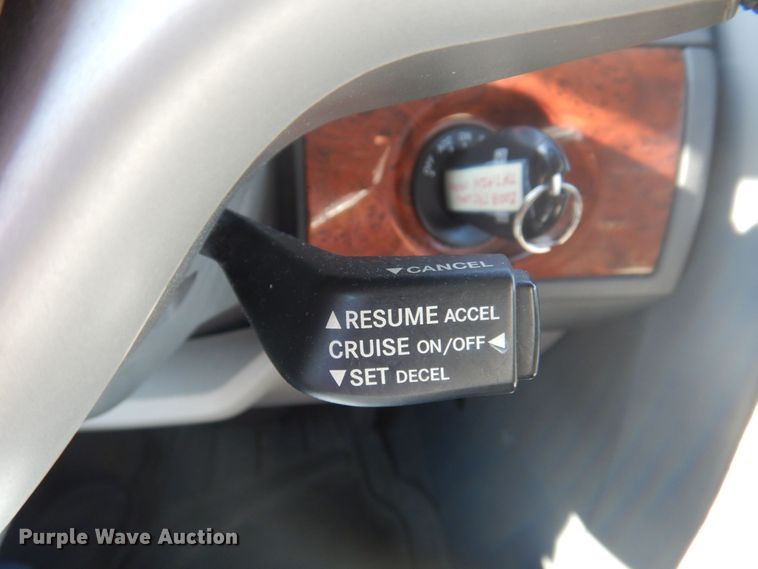 ▼CANCEL
▲RESUME ACCEL
CRUISE ON/OFF◄
▼SET DECEL
Purple Wave Auction